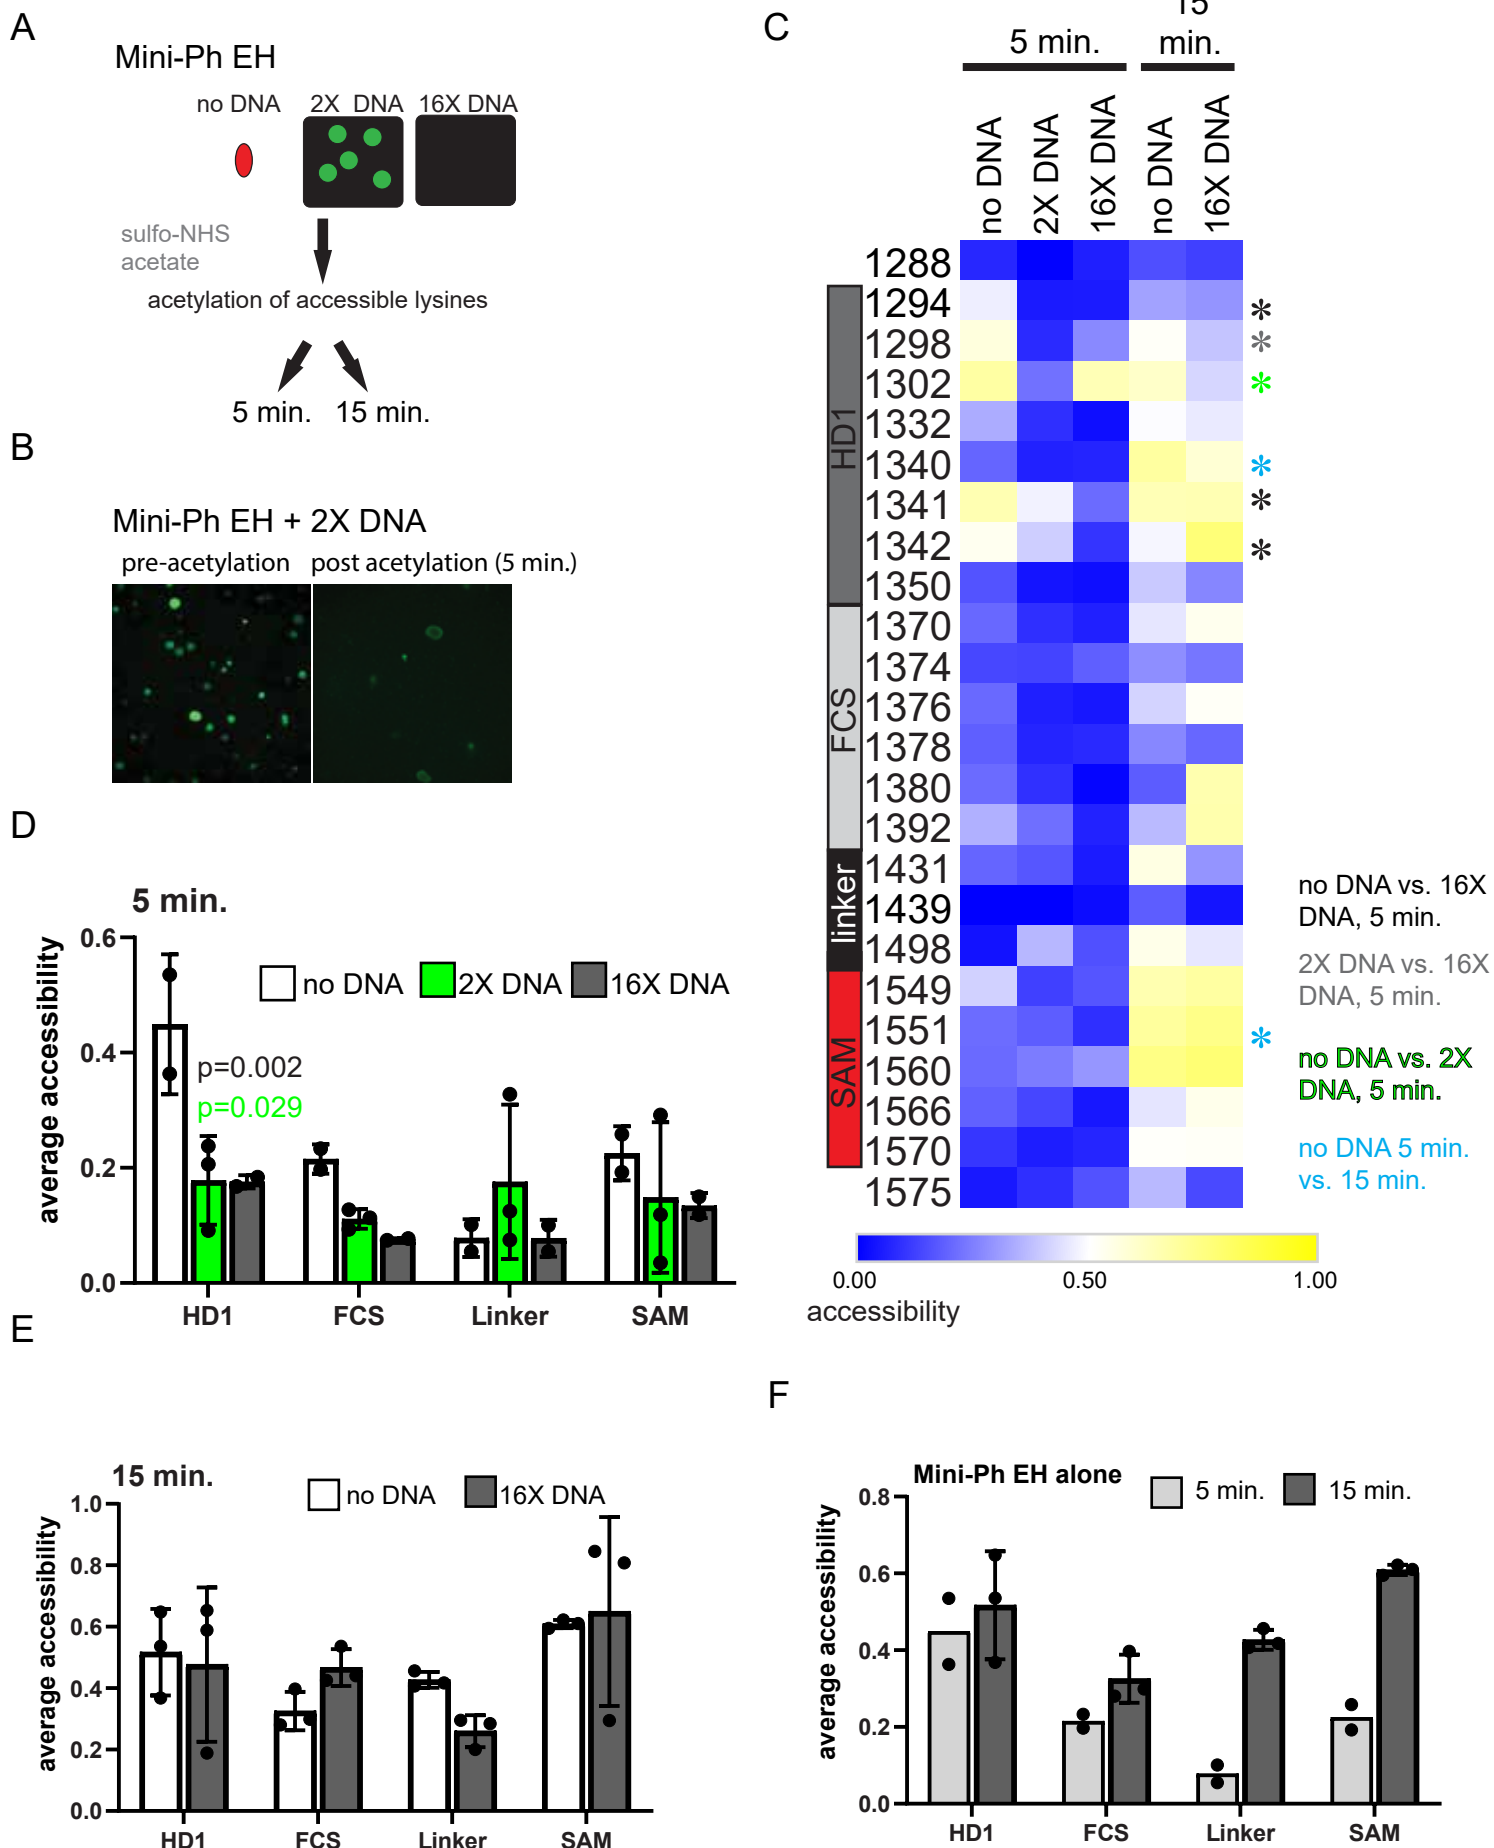 A
Mini-Ph EH
no DNA 2X DNA 16X DNA
sulfo-NHS
acetate
acetylation of accessible lysines
5 min. 15 min.
B
Mini-Ph EH + 2X DNA
pre-acetylation post acetylation (5 min.)
C
5 min.
15
min.
no DNA
2X DNA
16X DNA
no DNA
16X DNA
HD1
FCS
linker
SAM
1288
1294 *
1298 *
1302 *
1332
1340 *
1341 *
1342 *
1350
1370
1374
1376
1378
1380
1392
1431
1439
1498
1549
1551 *
1560
1566
1570
1575
no DNA vs. 16X
DNA, 5 min.
2X DNA vs. 16X
DNA, 5 min.
no DNA vs. 2X
DNA, 5 min.
no DNA 5 min.
vs. 15 min.
0.00 0.50 1.00
accessibility
D
5 min.
no DNA 2X DNA 16X DNA
average accessibility
0.6
0.4
0.2
0.0
p=0.002
p=0.029
HD1 FCS Linker SAM
E
15 min.
no DNA 16X DNA
average accessibility
1.0
0.8
0.6
0.4
0.2
0.0
HD1 FCS Linker SAM
F
Mini-Ph EH alone
5 min. 15 min.
average accessibility
0.8
0.6
0.4
0.2
0.0
HD1 FCS Linker SAM